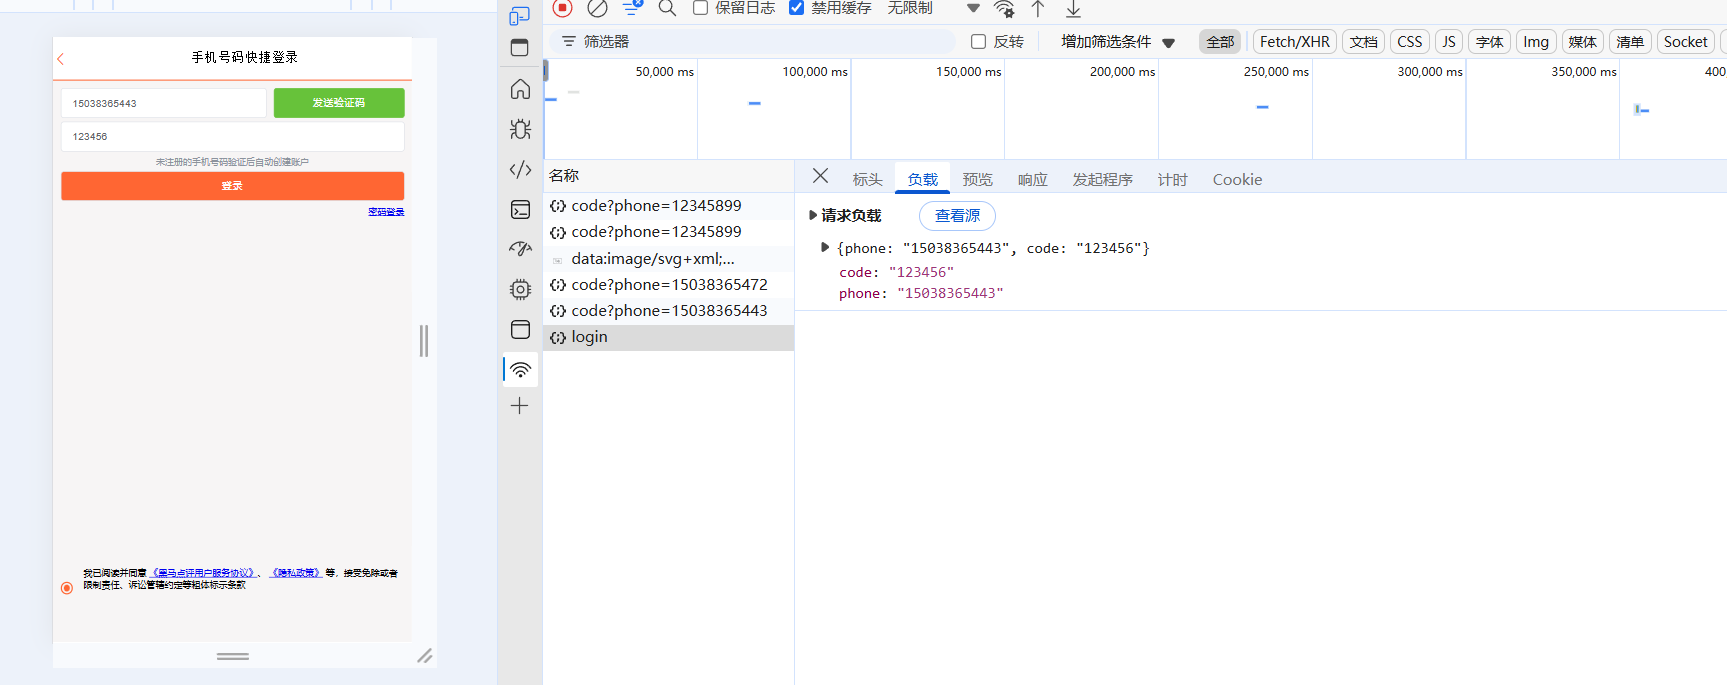 手机号码快捷登录
15038365443
发送验证码
123456
未注册的手机号码验证后自动创建账户
登录
密码登录
我已阅读并同意 《黑马点评用户服务协议》、 《隐私政策》 等，接受免除或者
限制责任、诉讼管辖约定等粗体标示条款
保留日志 禁用缓存 无限制
筛选器 反转 增加筛选条件 全部 Fetch/XHR 文档 CSS JS 字体 Img 媒体 清单 Socket
50,000 ms 100,000 ms 150,000 ms 200,000 ms 250,000 ms 300,000 ms 350,000 ms 400
名称
code?phone=12345899
code?phone=12345899
data:image/svg+xml;...
code?phone=15038365472
code?phone=15038365443
login
标头 负载 预览 响应 发起程序 计时 Cookie
请求负载 查看源
{phone: "15038365443", code: "123456"}
code: "123456"
phone: "15038365443"